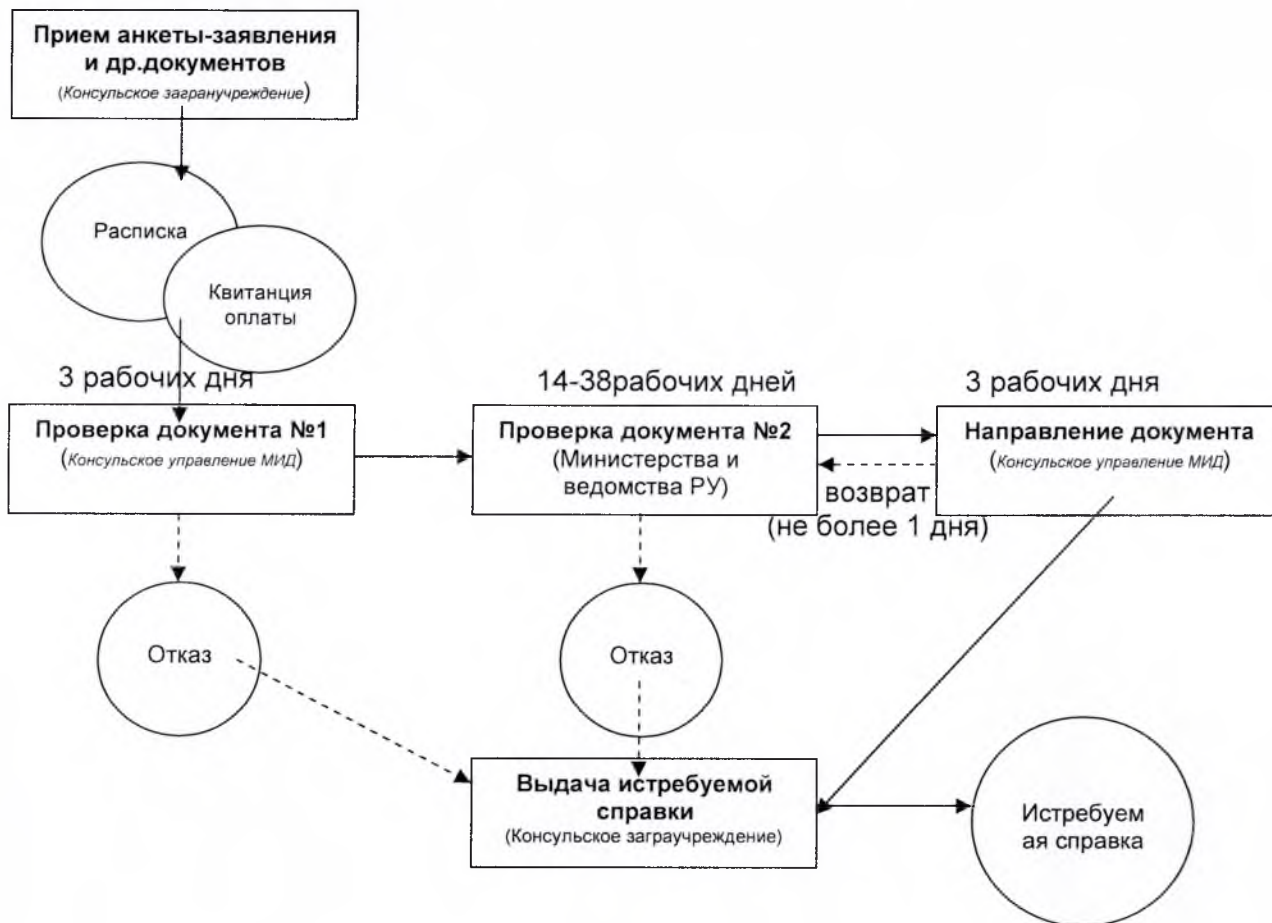 Прием анкеты-заявления
и др.документов
(Консульское загранучреждение)
Расписка
Квитанция
оплаты
3 рабочих дня
14-38рабочих дней
3 рабочих дня
Проверка документа №1
(Консульское управление МИД)
Проверка документа №2
(Министерства и
ведомства РУ)
Направление документа
(Консульское управление МИД)
возврат
(не более 1 дня)
Отказ
Отказ
Выдача истребуемой
справки
(Консульское заграучреждение)
Истребуем
ая справка